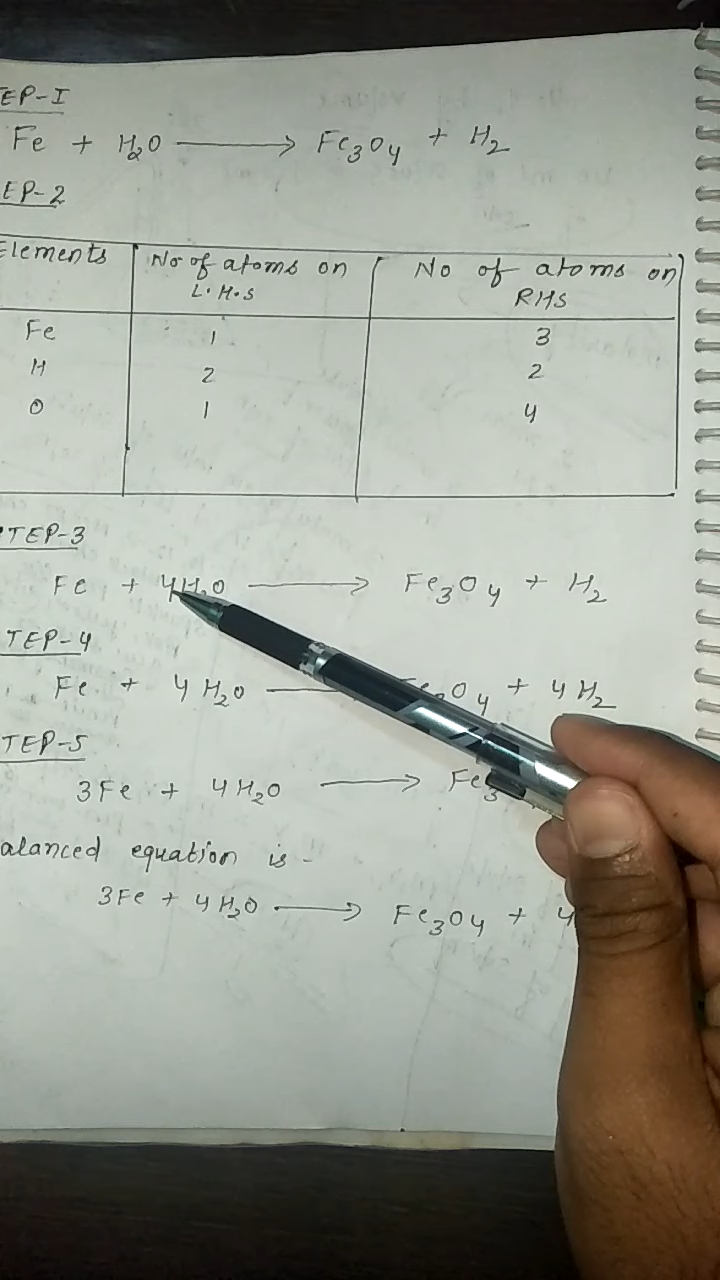 EP-I
Fe + H2O ⟶ Fe3O4 + H2
EP-2
Elements No of atoms on L.H.S No of atoms on RHS
Fe 1 3
H 2 2
O 1 4
TEP-3
Fe + 4H2O ⟶ Fe3O4 + H2
TEP-4
Fe + 4H2O ⟶ O4 + 4H2
TEP-5
3Fe + 4H2O ⟶ Fe3
alanced equation is -
3Fe + 4H2O ⟶ Fe3O4 + 4